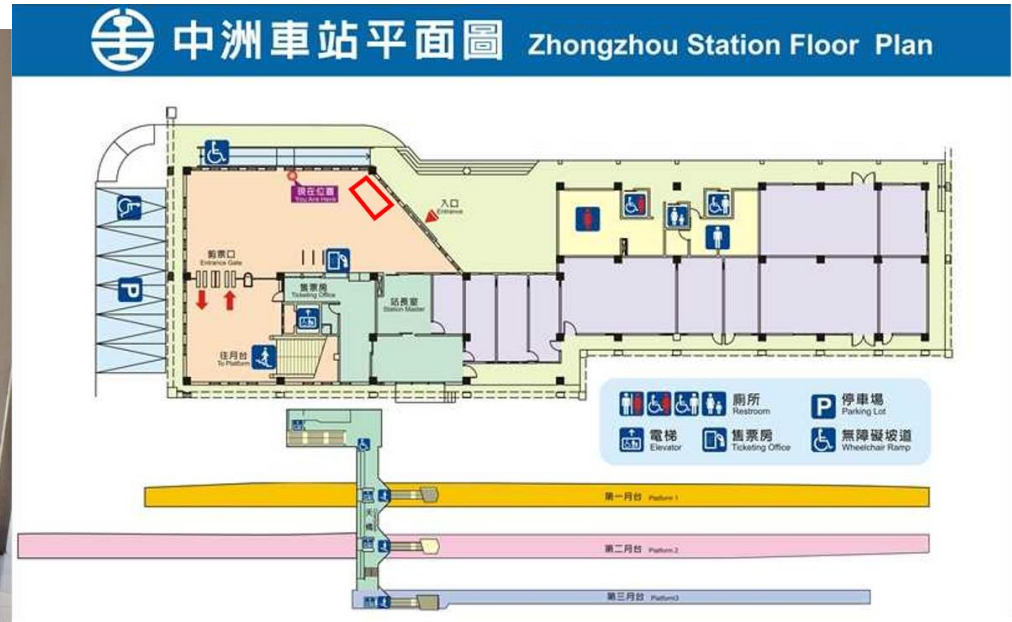 中洲車站平面圖 Zhongzhou Station Floor Plan
現在位置
You Are Here
入口
Entrance
剪票口
Entrance Gate
售票房
Ticketing Office
站長室
Station Master
往月台
To Platform
P
廁所
Restroom
P
停車場
Parking Lot
電梯
Elevator
售票房
Ticketing Office
無障礙坡道
Wheelchair Ramp
第一月台 Platform 1
天橋
第二月台 Platform 2
第三月台 Platform3